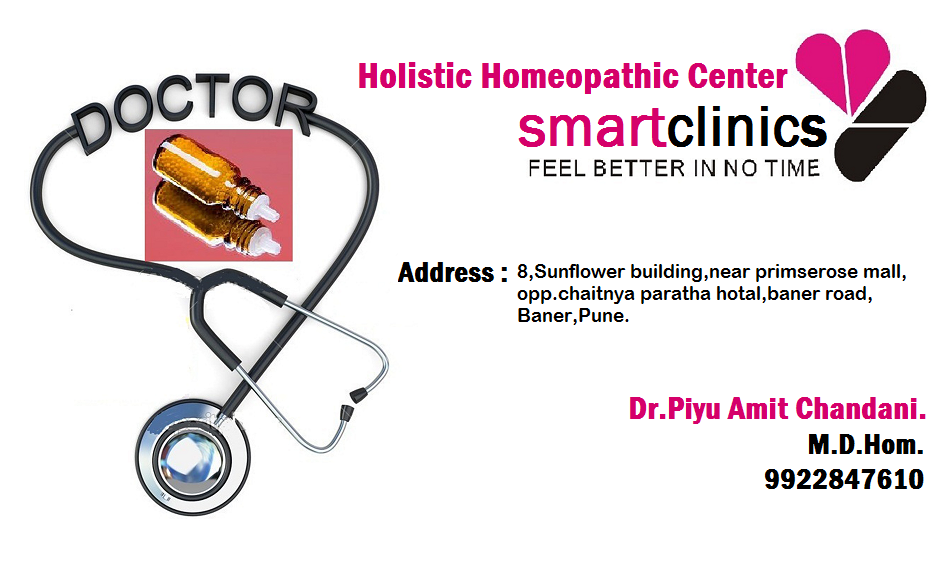 DOCTOR
Holistic Homeopathic Center
smartclinics
FEEL BETTER IN NO TIME
Address : 8,Sunflower building,near primserose mall,
opp.chaitnya paratha hotal,baner road,
Baner,Pune.
Dr.Piyu Amit Chandani.
M.D.Hom.
9922847610